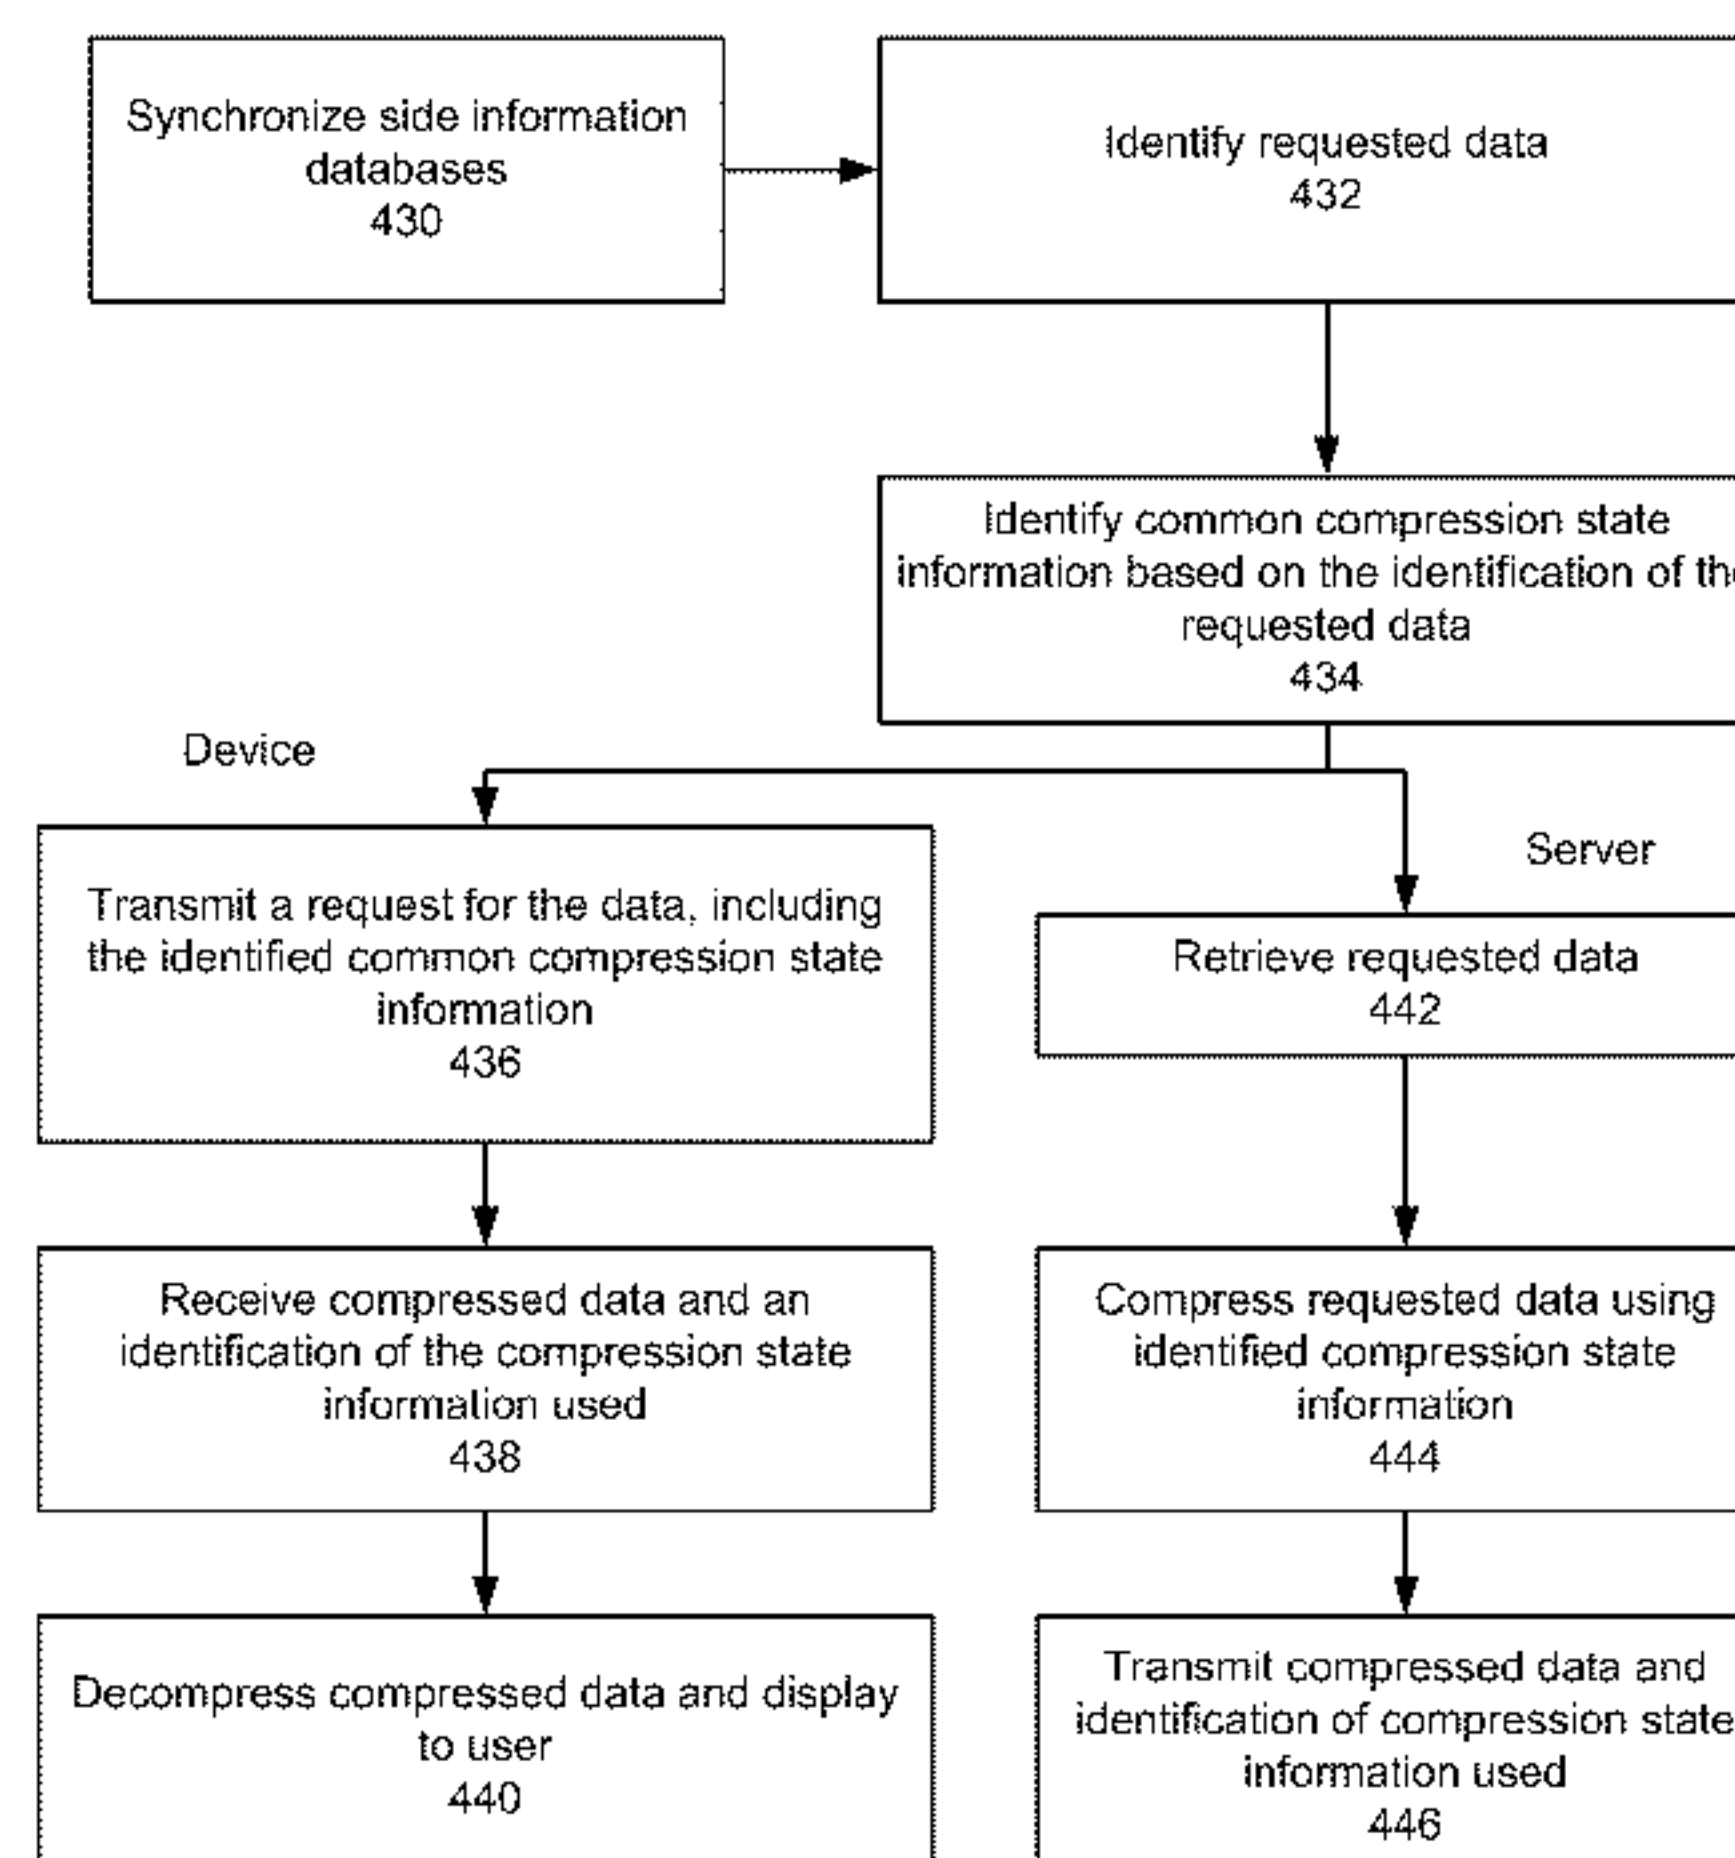 Synchronize side information
databases
430
Identify requested data
432
Identify common compression state
information based on the identification of the
requested data
434
Device
Server
Transmit a request for the data, including
the identified common compression state
information
436
Retrieve requested data
442
Receive compressed data and an
identification of the compression state
information used
438
Compress requested data using
identified compression state
information
444
Decompress compressed data and display
to user
440
Transmit compressed data and
identification of compression state
information used
446